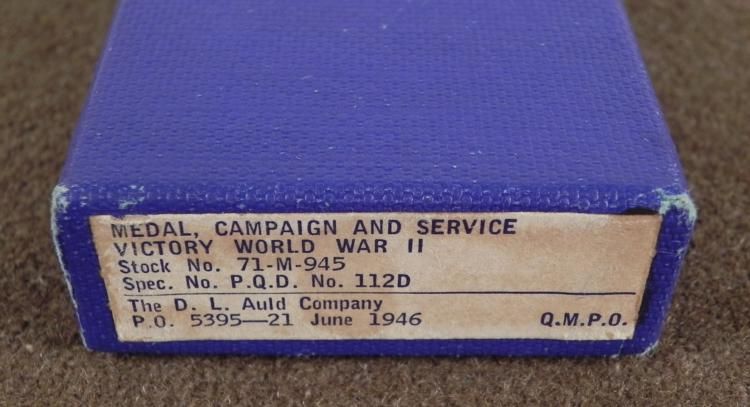 MEDAL, CAMPAIGN AND SERVICE
VICTORY WORLD WAR II
Stock No. 71-M-945
Spec. No. P.Q.D. No. 112D
The D. L. Auld Company
P.O. 5395—21 June 1946 Q.M.P.O.